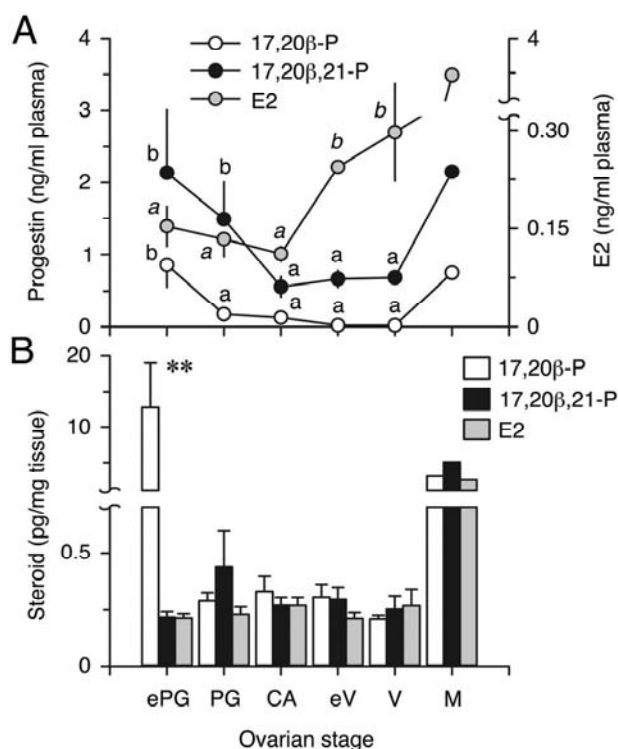 A
17,20β-P
17,20β,21-P
E2
4
3
2
1
0
Progestin (ng/ml plasma)
4
0.30
0.15
0
E2 (ng/ml plasma)
b
b
b
b
a
a
a
b
a
a
a
a
a
a
a
B
20
10
0.5
0
Steroid (pg/mg tissue)
**
17,20β-P
17,20β,21-P
E2
ePG PG CA eV V M
Ovarian stage